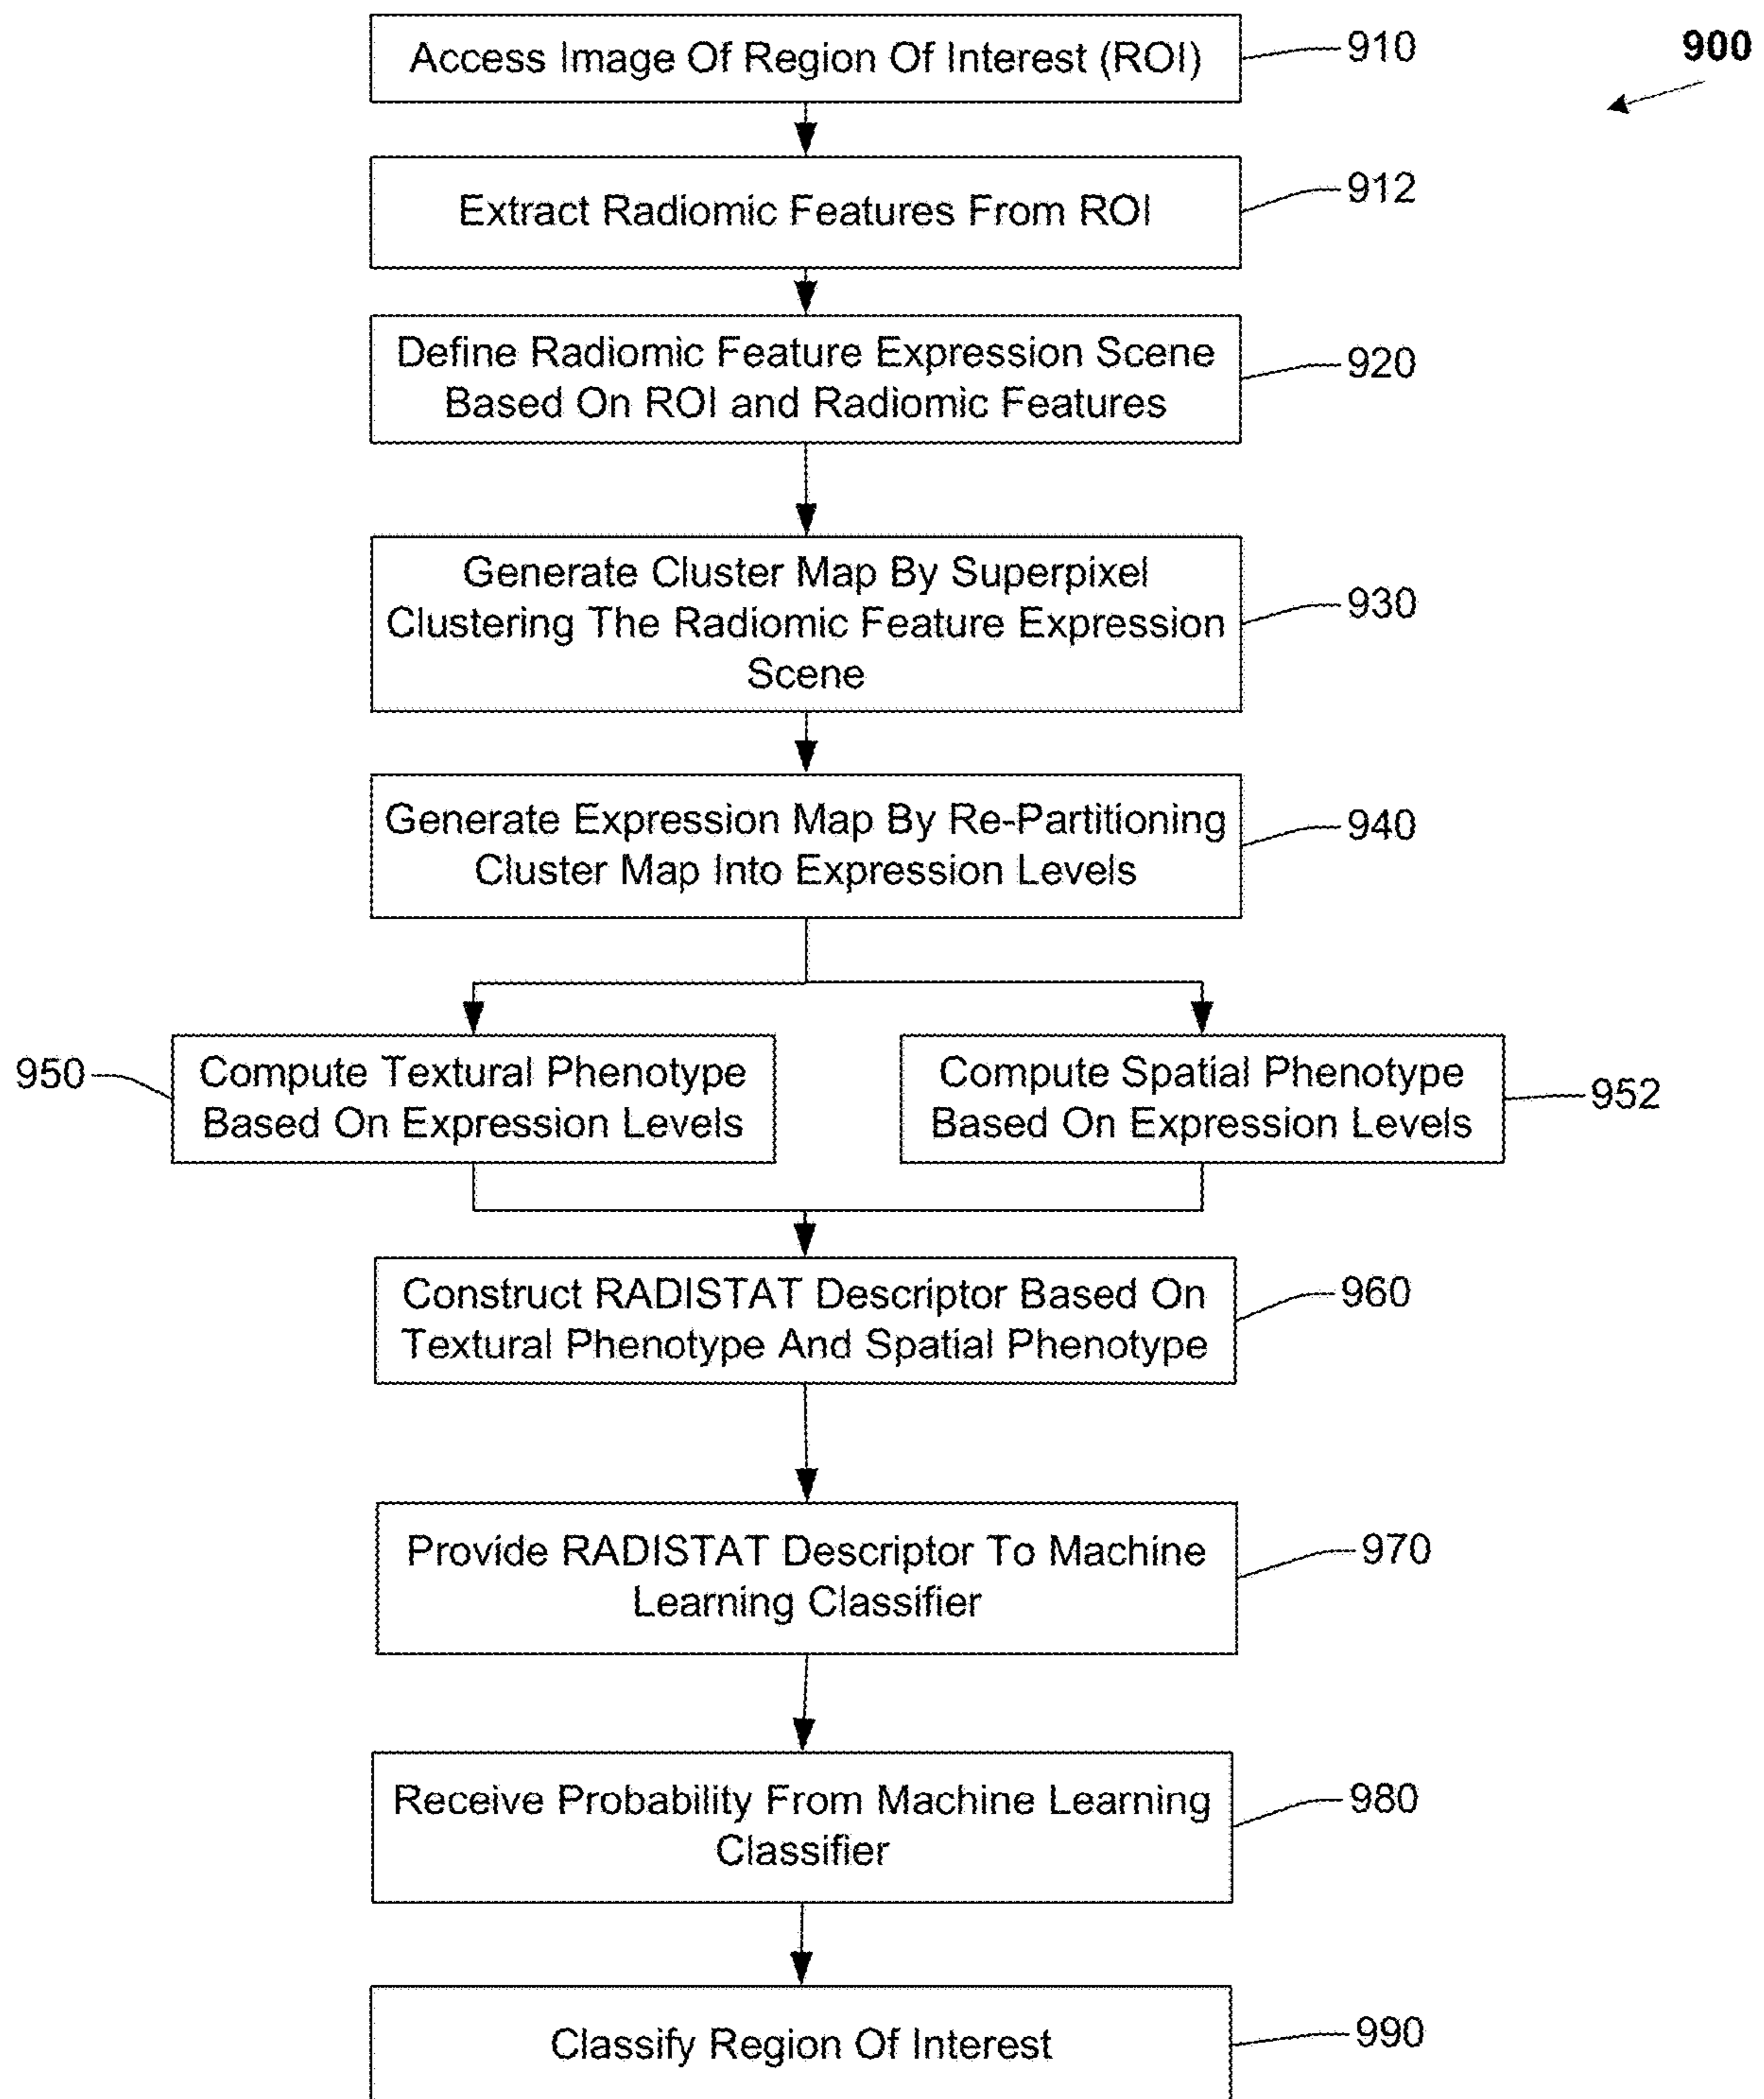 Access Image Of Region Of Interest (ROI)
910
900
Extract Radiomic Features From ROI
912
Define Radiomic Feature Expression Scene
Based On ROI and Radiomic Features
920
Generate Cluster Map By Superpixel
Clustering The Radiomic Feature Expression
Scene
930
Generate Expression Map By Re-Partitioning
Cluster Map Into Expression Levels
940
950
Compute Textural Phenotype
Based On Expression Levels
Compute Spatial Phenotype
Based On Expression Levels
952
Construct RADISTAT Descriptor Based On
Textural Phenotype And Spatial Phenotype
960
Provide RADISTAT Descriptor To Machine
Learning Classifier
970
Receive Probability From Machine Learning
Classifier
980
Classify Region Of Interest
990